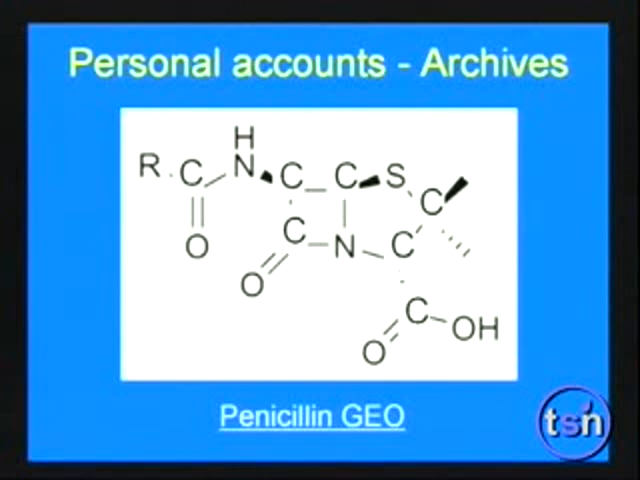 Personal accounts - Archives
H
R C N C C S C
O C N C
O C OH
O
Penicillin GEO
tsn